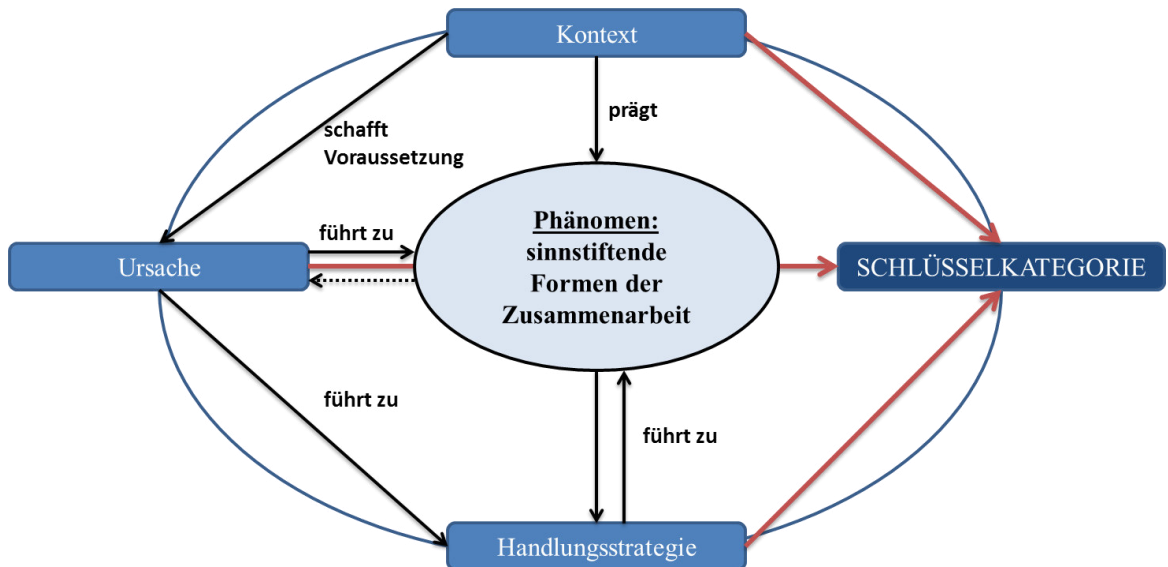 Kontext
prägt
schafft
Voraussetzung
Phänomen:
sinnstiftende
Formen der
Zusammenarbeit
führt zu
Ursache
SCHLÜSSELKATEGORIE
führt zu
führt zu
Handlungsstrategie